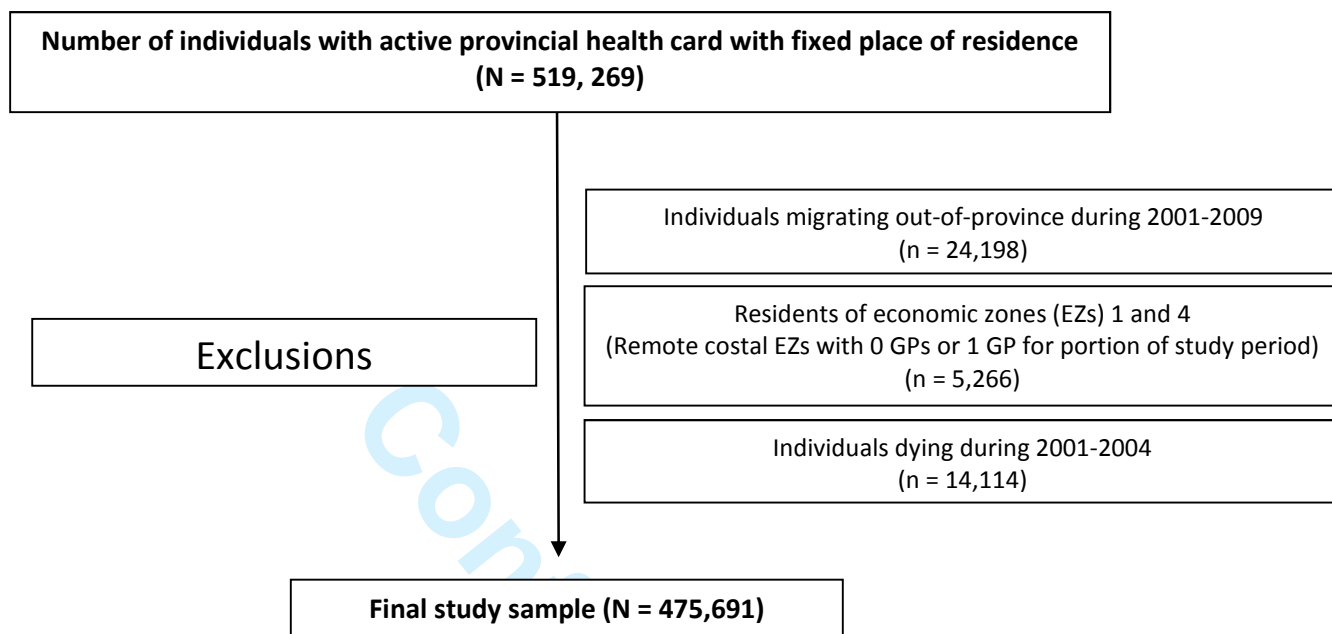 Number of individuals with active provincial health card with fixed place of residence
(N = 519, 269)
Individuals migrating out-of-province during 2001-2009
(n = 24,198)
Residents of economic zones (EZs) 1 and 4
(Remote costal EZs with 0 GPs or 1 GP for portion of study period)
(n = 5,266)
Exclusions
Individuals dying during 2001-2004
(n = 14,114)
Final study sample (N = 475,691)